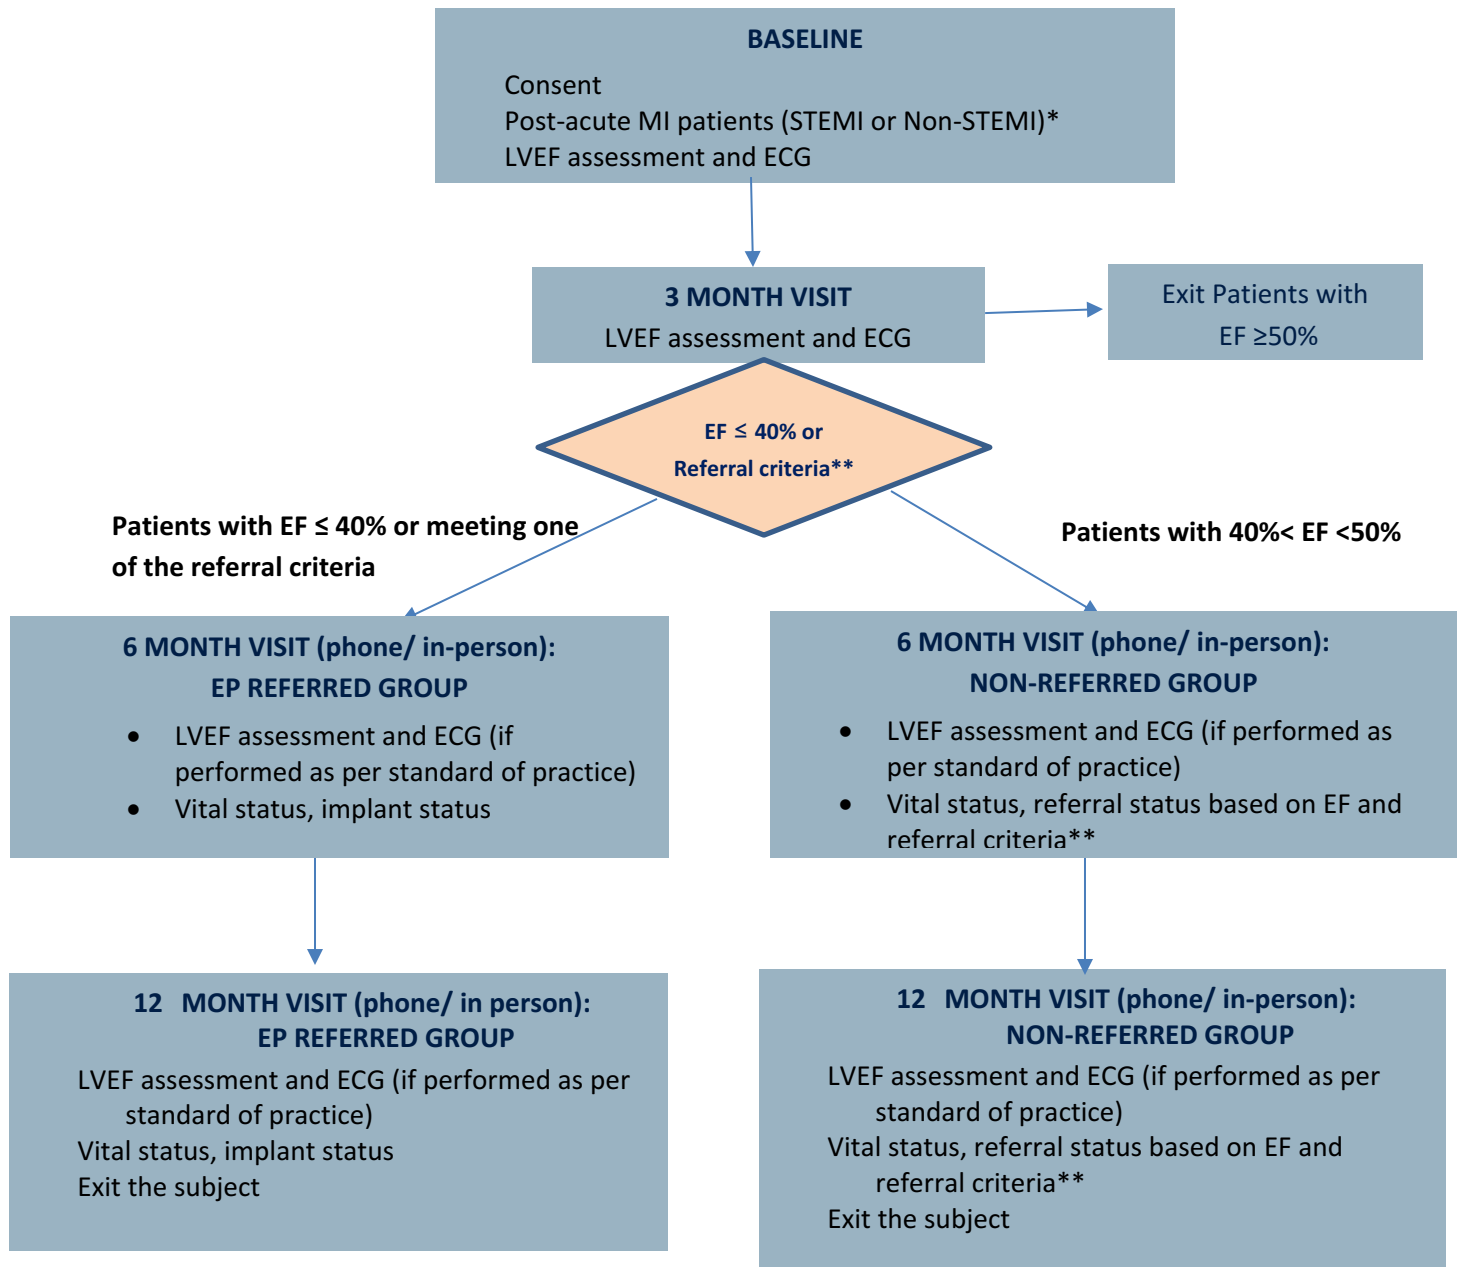 BASELINE
Consent
Post-acute MI patients (STEMI or Non-STEMI)*
LVEF assessment and ECG
3 MONTH VISIT
LVEF assessment and ECG
Exit Patients with
EF ≥50%
EF ≤ 40% or
Referral criteria**
Patients with EF ≤ 40% or meeting one
of the referral criteria
Patients with 40%< EF <50%
6 MONTH VISIT (phone/ in-person):
EP REFERRED GROUP
• LVEF assessment and ECG (if
performed as per standard of practice)
• Vital status, implant status
6 MONTH VISIT (phone/ in-person):
NON-REFERRED GROUP
• LVEF assessment and ECG (if performed as
per standard of practice)
• Vital status, referral status based on EF and
referral criteria**
12 MONTH VISIT (phone/ in person):
EP REFERRED GROUP
LVEF assessment and ECG (if performed as per
standard of practice)
Vital status, implant status
Exit the subject
12 MONTH VISIT (phone/ in-person):
NON-REFERRED GROUP
LVEF assessment and ECG (if performed as per
standard of practice)
Vital status, referral status based on EF and
referral criteria**
Exit the subject